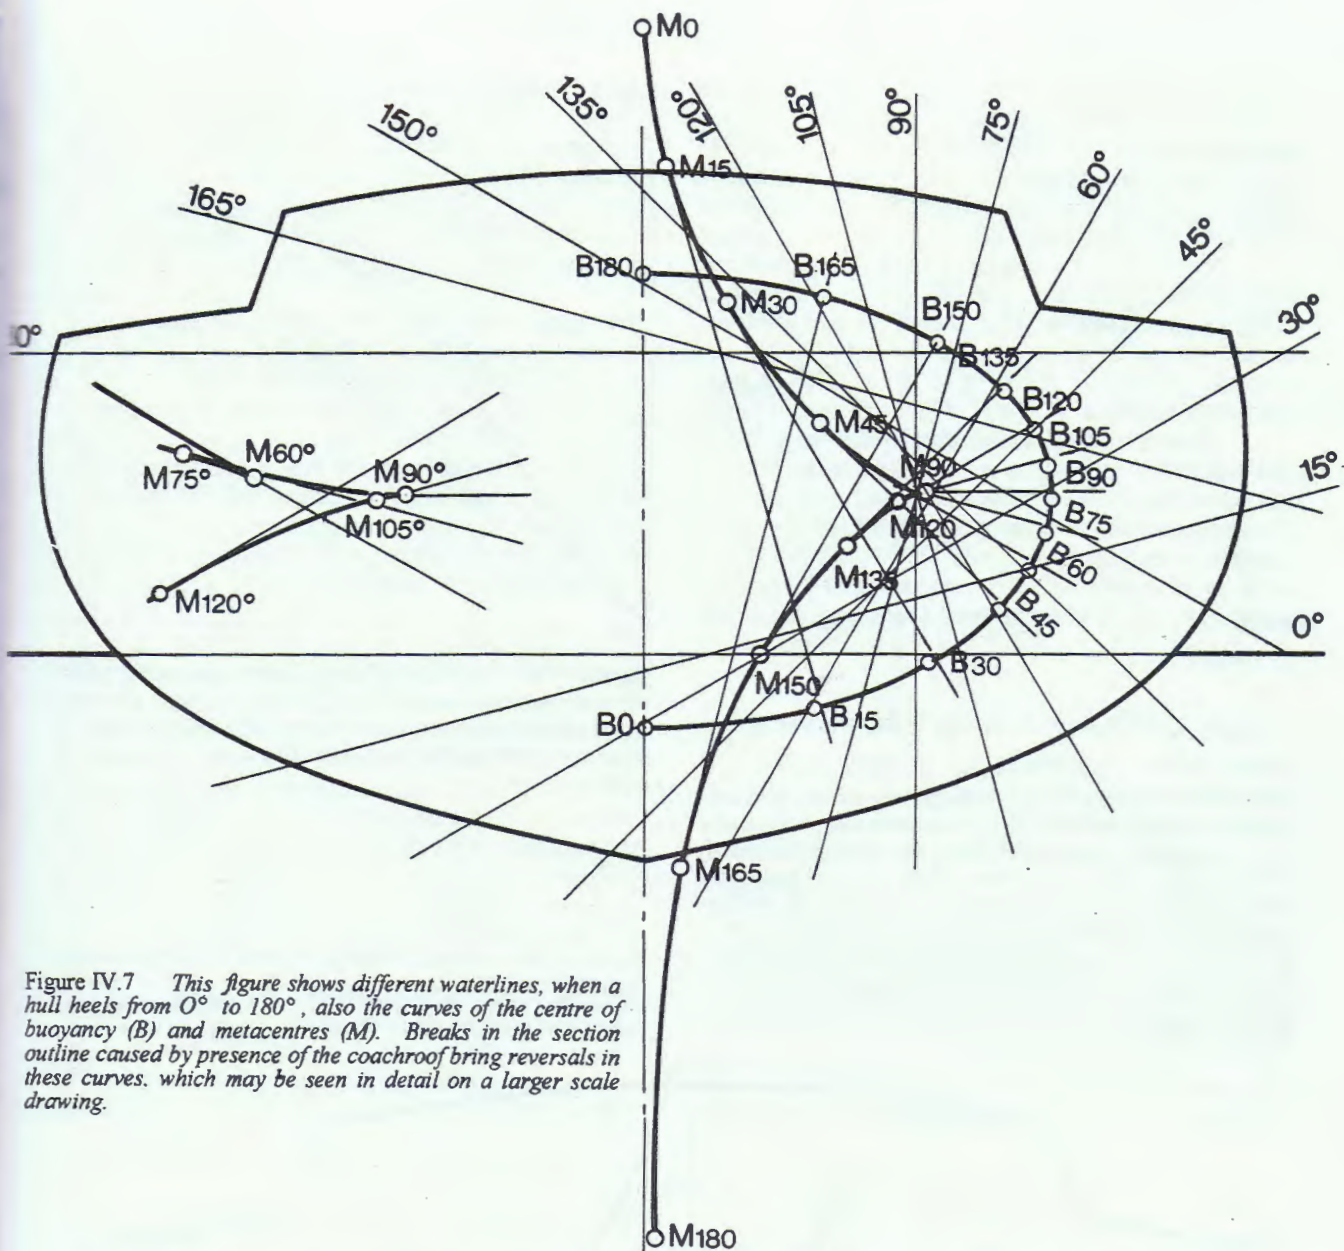 M0
135°
120°
105°
90°
75°
150°
M15
60°
165°
45°
B180
B165
M30
B150
30°
B135
B120
M45
B105
M60°
M90°
M90
15°
M75°
B90
M105°
M120
B75
M135
B60
M120°
B45
0°
M150
B30
B0
B15
M165
Figure IV.7 This figure shows different waterlines, when a
hull heels from O° to 180°, also the curves of the centre of
buoyancy (B) and metacentres (M). Breaks in the section
outline caused by presence of the coachroof bring reversals in
these curves. which may be seen in detail on a larger scale
drawing.
M180